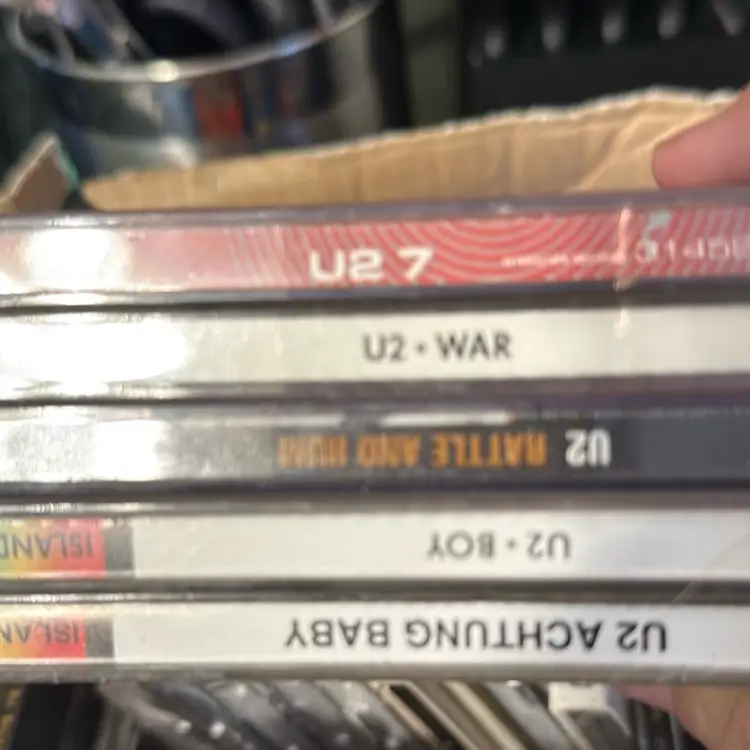 U2 7
U2 • WAR
U2 RATTLE AND HUM
U2 • BOY
ISLAND
U2 ACHTUNG BABY
ISLAN